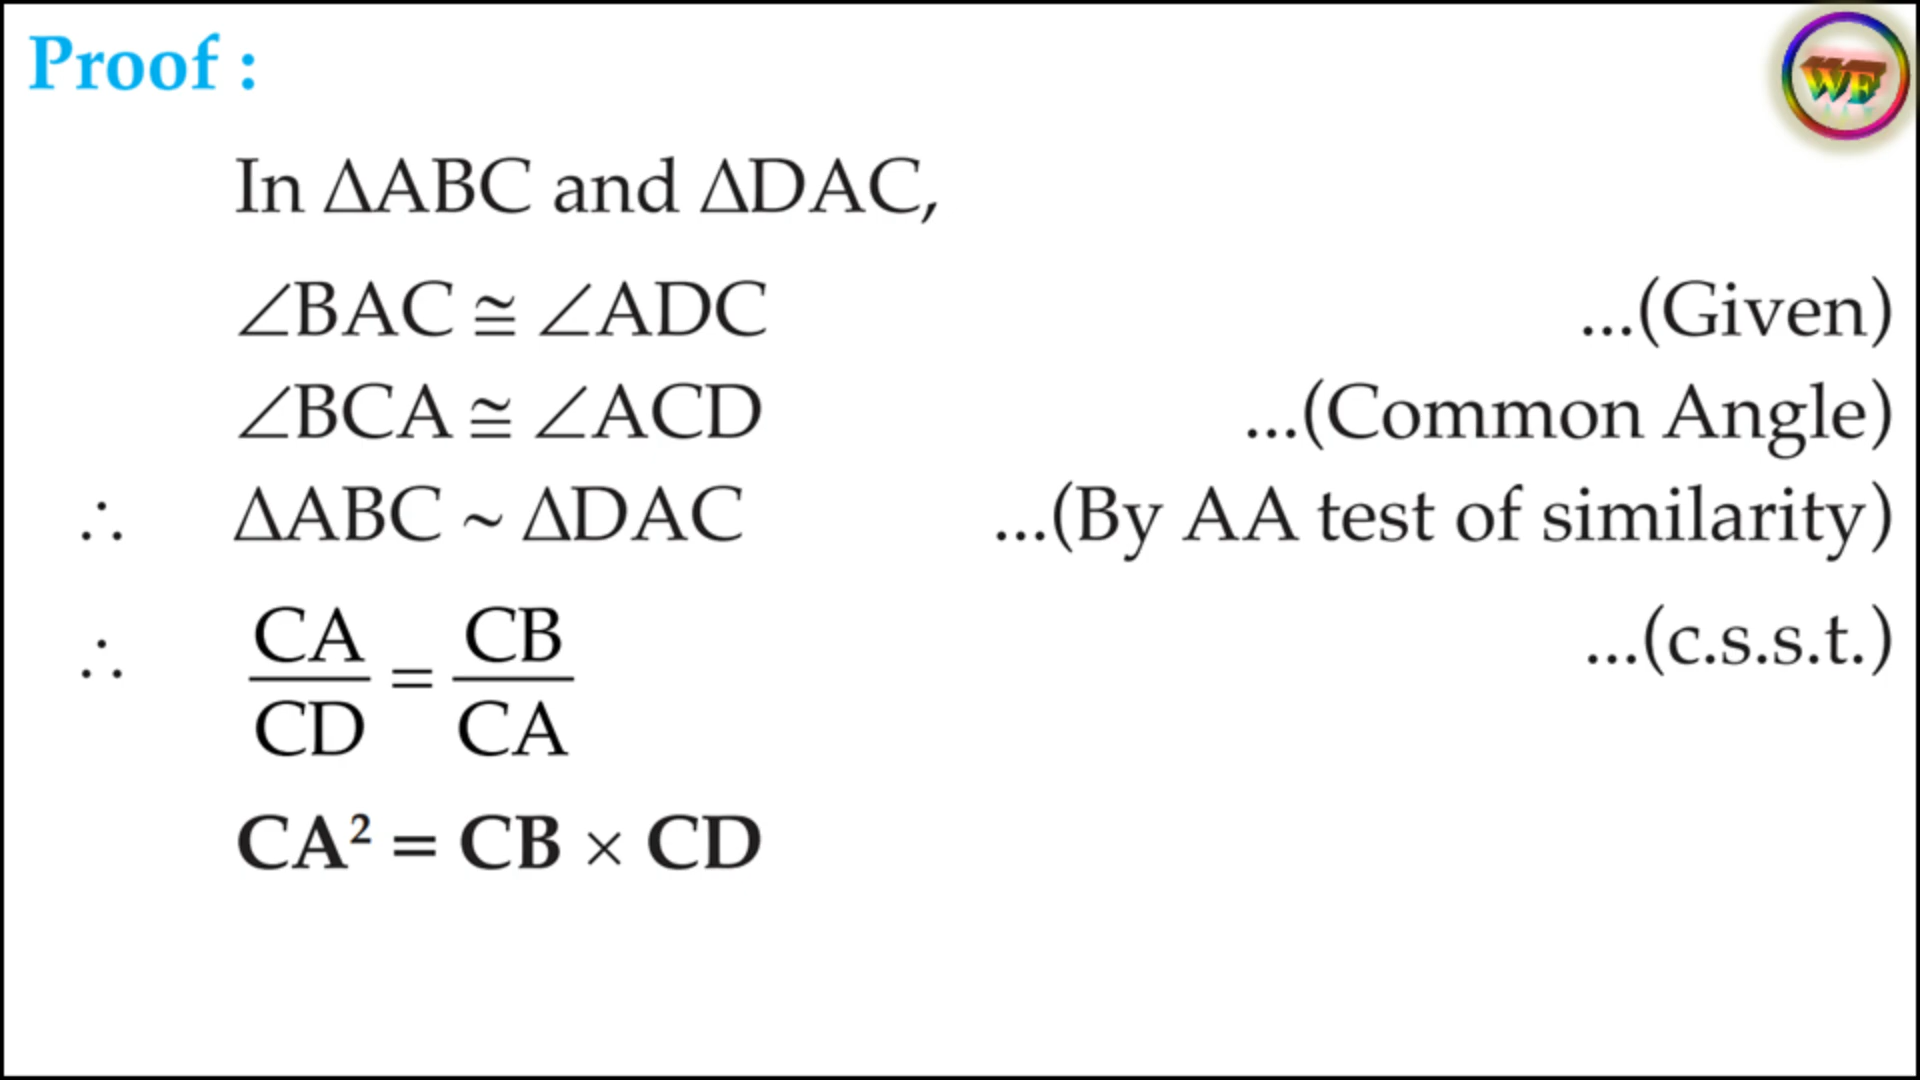 Proof :
WE
In ΔABC and ΔDAC,
∠BAC ≅ ∠ADC ...(Given)
∠BCA ≅ ∠ACD ...(Common Angle)
∴ ΔABC ~ ΔDAC ...(By AA test of similarity)
∴ CA/CD = CB/CA ...(c.s.s.t.)
CA² = CB × CD